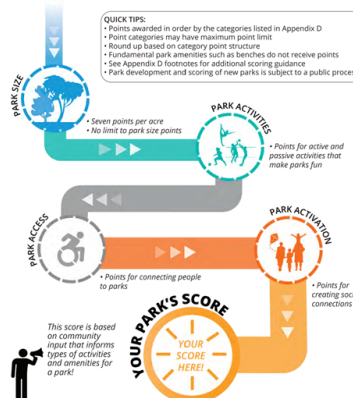 QUICK TIPS:
• Points awarded in order by the categories listed in Appendix D
• Point categories may have maximum point limit
• Round up based on category point structure
• Fundamental park amenities such as benches do not receive points
• See Appendix D footnotes for additional scoring guidance
• Park development and scoring of new parks is subject to a public
PARK SIZE
• Seven points per acre
• No limit to park size points
PARK ACTIVITIES
• Points for active and
passive activities that
make parks fun
PARK ACCESS
• Points for connecting people
to parks
PARK ACTIVATION
• Points for
creating
connections
YOUR PARK'S SCORE
YOUR
SCORE
HERE!
This score is based
on community
input that informs
types of activities
and amenities for
a park!